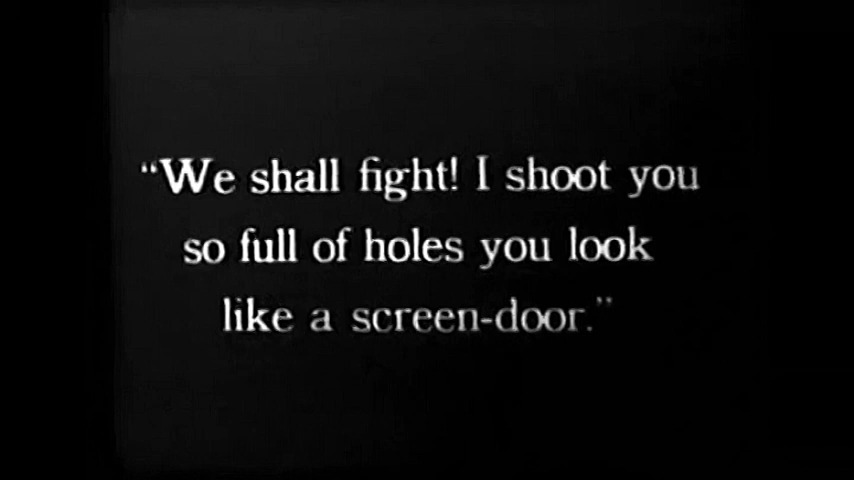 “We shall fight! I shoot you
so full of holes you look
like a screen-door.”